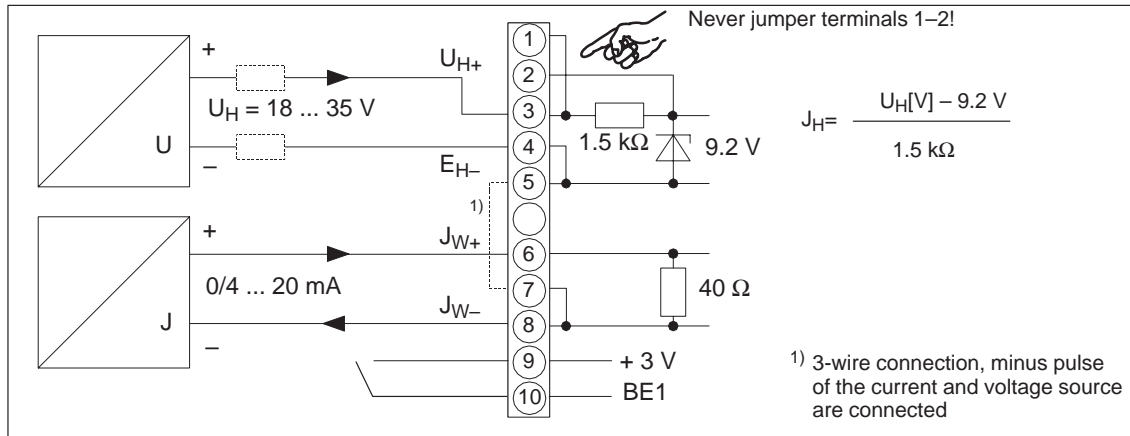 Never jumper terminals 1–2!
+
U_H+
U_H = 18 ... 35 V
U
–
E_H–
1)
+
J_W+
0/4 ... 20 mA
J_W–
J
–
1
2
3
4
5
6
7
8
9
10
1.5 kΩ
9.2 V
40 Ω
+ 3 V
BE1
J_H= U_H[V] – 9.2 V
1.5 kΩ
1) 3-wire connection, minus pulse
of the current and voltage source
are connected